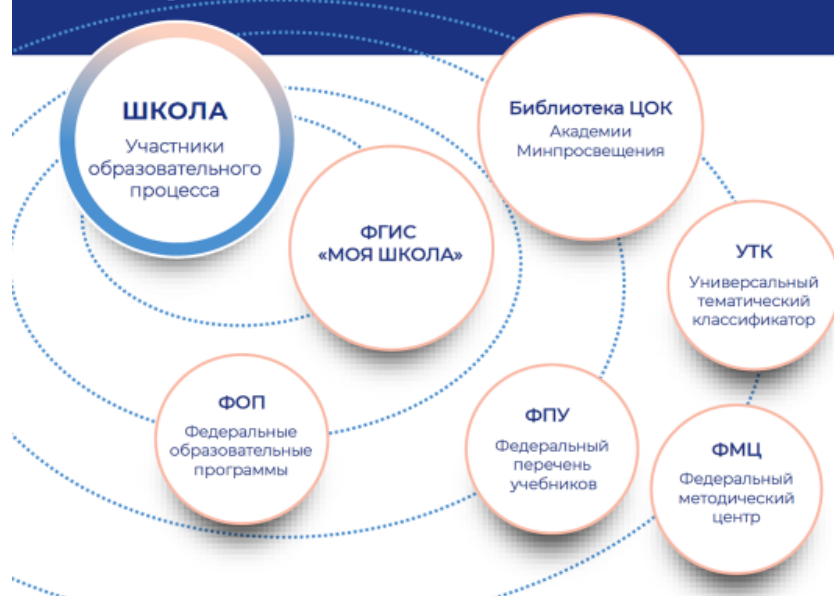 ШКОЛА
Участники
образовательного
процесса
Библиотека ЦОК
Академии
Минпросвещения
ФГИС
«МОЯ ШКОЛА»
УТК
Универсальный
тематический
классификатор
ФОП
Федеральные
образовательные
программы
ФПУ
Федеральный
перечень
учебников
ФМЦ
Федеральный
методический
центр